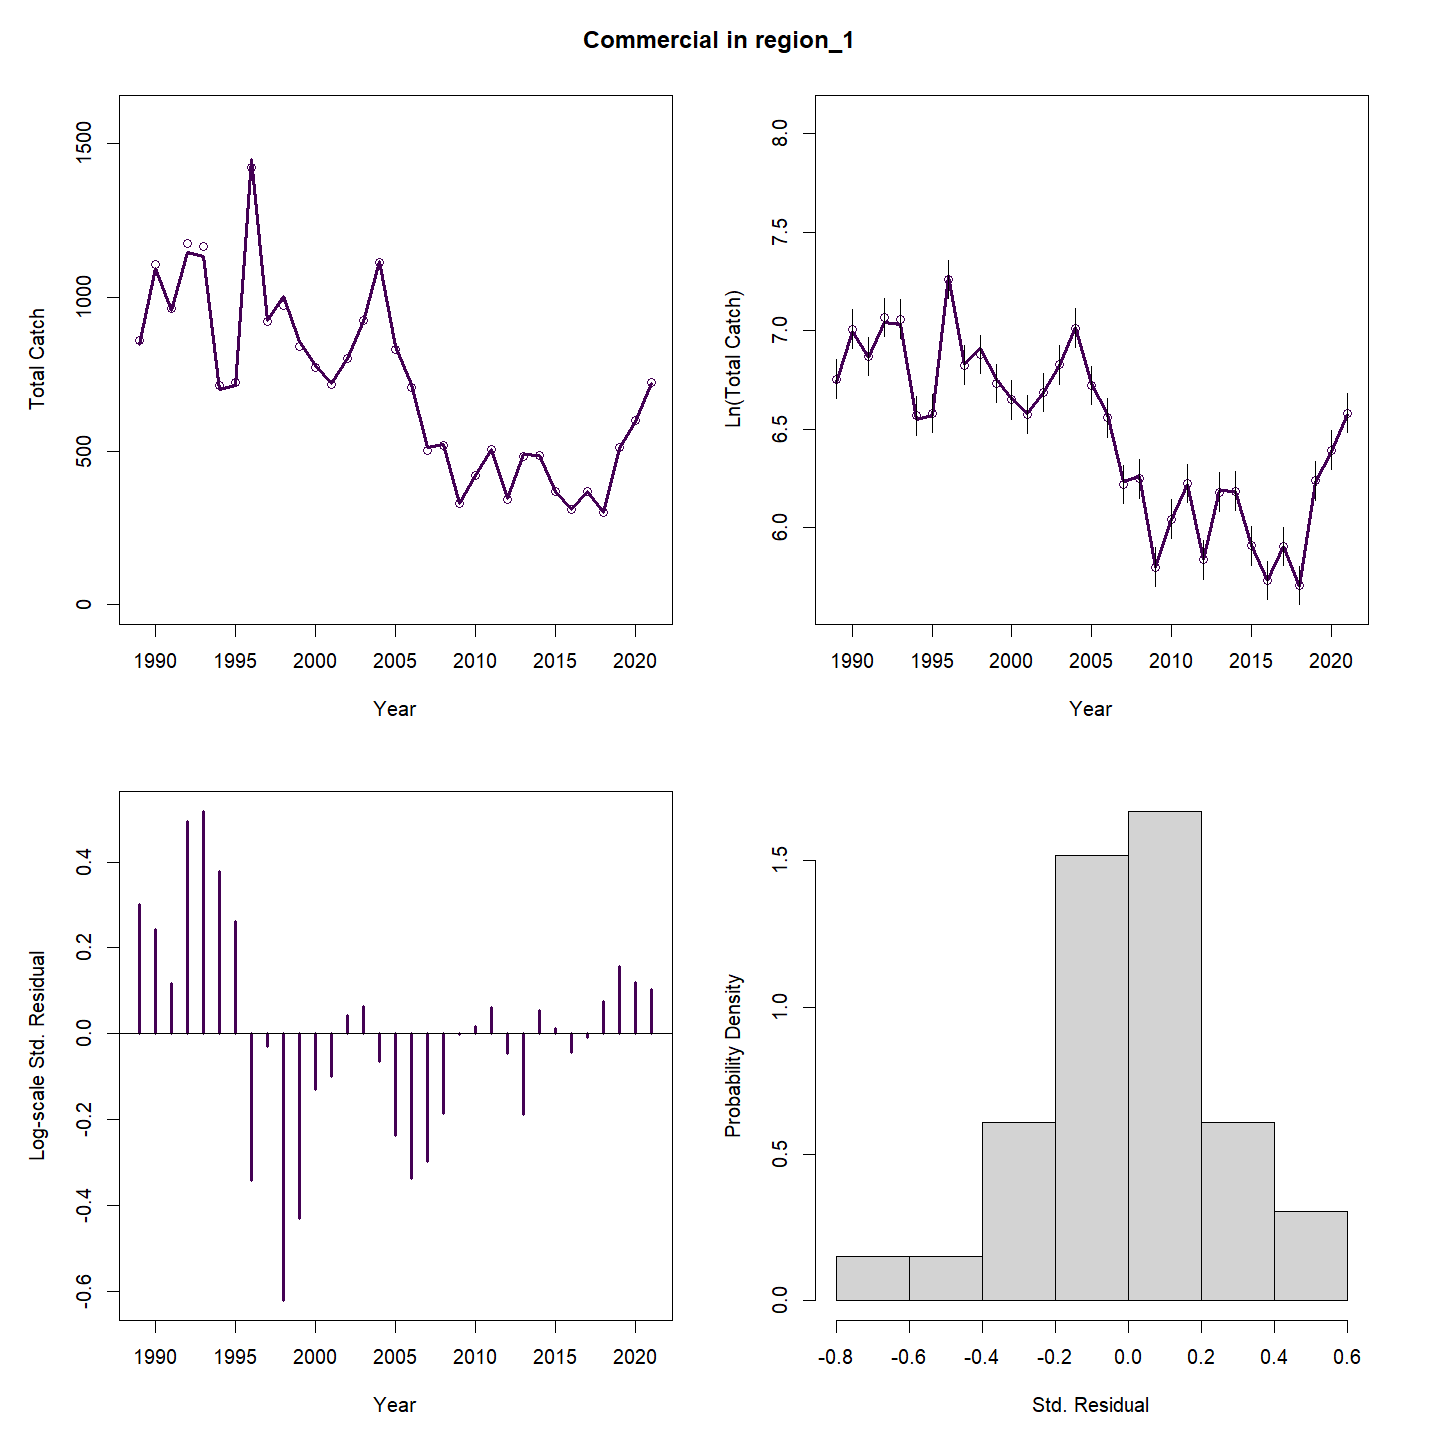 Commercial in region_1
Total Catch
1500
1000
500
0
1990 1995 2000 2005 2010 2015 2020
Year
Ln(Total Catch)
8.0
7.5
7.0
6.5
6.0
1990 1995 2000 2005 2010 2015 2020
Year
Log-scale Std. Residual
0.4
0.2
0.0
-0.2
-0.4
-0.6
1990 1995 2000 2005 2010 2015 2020
Year
Probability Density
1.5
1.0
0.5
0.0
-0.8 -0.6 -0.4 -0.2 0.0 0.2 0.4 0.6
Std. Residual